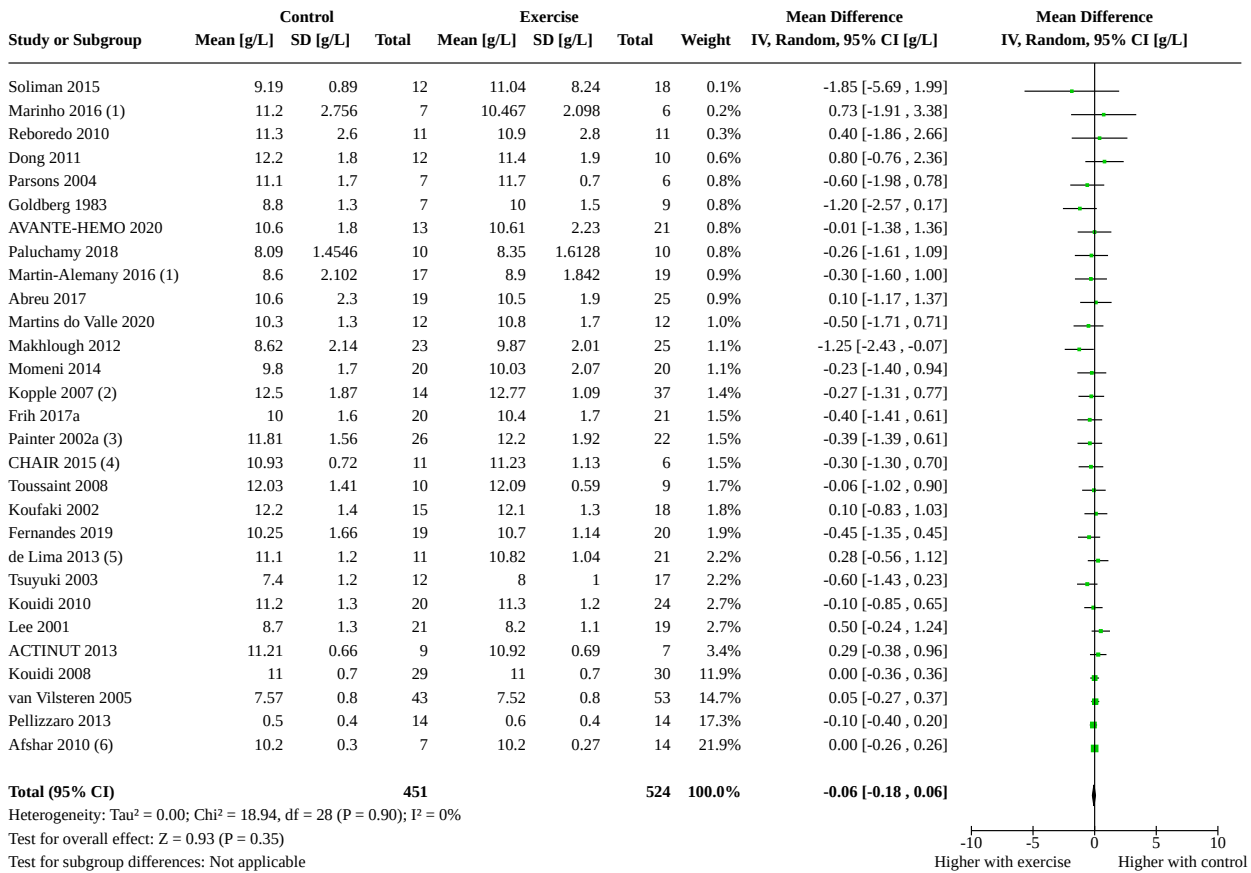 Control Exercise Mean Difference Mean Difference
Study or Subgroup Mean [g/L] SD [g/L] Total Mean [g/L] SD [g/L] Total Weight IV, Random, 95% CI [g/L] IV, Random, 95% CI [g/L]
Soliman 2015 9.19 0.89 12 11.04 8.24 18 0.1% -1.85 [-5.69 , 1.99]
Marinho 2016 (1) 11.2 2.756 7 10.467 2.098 6 0.2% 0.73 [-1.91 , 3.38]
Reboredo 2010 11.3 2.6 11 10.9 2.8 11 0.3% 0.40 [-1.86 , 2.66]
Dong 2011 12.2 1.8 12 11.4 1.9 10 0.6% 0.80 [-0.76 , 2.36]
Parsons 2004 11.1 1.7 7 11.7 0.7 6 0.8% -0.60 [-1.98 , 0.78]
Goldberg 1983 8.8 1.3 7 10 1.5 9 0.8% -1.20 [-2.57 , 0.17]
AVANTE-HEMO 2020 10.6 1.8 13 10.61 2.23 21 0.8% -0.01 [-1.38 , 1.36]
Paluchamy 2018 8.09 1.4546 10 8.35 1.6128 10 0.8% -0.26 [-1.61 , 1.09]
Martin-Alemany 2016 (1) 8.6 2.102 17 8.9 1.842 19 0.9% -0.30 [-1.60 , 1.00]
Abreu 2017 10.6 2.3 19 10.5 1.9 25 0.9% 0.10 [-1.17 , 1.37]
Martins do Valle 2020 10.3 1.3 12 10.8 1.7 12 1.0% -0.50 [-1.71 , 0.71]
Makhlough 2012 8.62 2.14 23 9.87 2.01 25 1.1% -1.25 [-2.43 , -0.07]
Momeni 2014 9.8 1.7 20 10.03 2.07 20 1.1% -0.23 [-1.40 , 0.94]
Kopple 2007 (2) 12.5 1.87 14 12.77 1.09 37 1.4% -0.27 [-1.31 , 0.77]
Frih 2017a 10 1.6 20 10.4 1.7 21 1.5% -0.40 [-1.41 , 0.61]
Painter 2002a (3) 11.81 1.56 26 12.2 1.92 22 1.5% -0.39 [-1.39 , 0.61]
CHAIR 2015 (4) 10.93 0.72 11 11.23 1.13 6 1.5% -0.30 [-1.30 , 0.70]
Toussaint 2008 12.03 1.41 10 12.09 0.59 9 1.7% -0.06 [-1.02 , 0.90]
Koufaki 2002 12.2 1.4 15 12.1 1.3 18 1.8% 0.10 [-0.83 , 1.03]
Fernandes 2019 10.25 1.66 19 10.7 1.14 20 1.9% -0.45 [-1.35 , 0.45]
de Lima 2013 (5) 11.1 1.2 11 10.82 1.04 21 2.2% 0.28 [-0.56 , 1.12]
Tsuyuki 2003 7.4 1.2 12 8 1 17 2.2% -0.60 [-1.43 , 0.23]
Kouidi 2010 11.2 1.3 20 11.3 1.2 24 2.7% -0.10 [-0.85 , 0.65]
Lee 2001 8.7 1.3 21 8.2 1.1 19 2.7% 0.50 [-0.24 , 1.24]
ACTINUT 2013 11.21 0.66 9 10.92 0.69 7 3.4% 0.29 [-0.38 , 0.96]
Kouidi 2008 11 0.7 29 11 0.7 30 11.9% 0.00 [-0.36 , 0.36]
van Vilsteren 2005 7.57 0.8 43 7.52 0.8 53 14.7% 0.05 [-0.27 , 0.37]
Pellizzaro 2013 0.5 0.4 14 0.6 0.4 14 17.3% -0.10 [-0.40 , 0.20]
Afshar 2010 (6) 10.2 0.3 7 10.2 0.27 14 21.9% 0.00 [-0.26 , 0.26]
Total (95% CI) 451 524 100.0% -0.06 [-0.18 , 0.06]
Heterogeneity: Tau² = 0.00; Chi² = 18.94, df = 28 (P = 0.90); I² = 0%
Test for overall effect: Z = 0.93 (P = 0.35)
Test for subgroup differences: Not applicable
-10 -5 0 5 10
Higher with exercise Higher with control